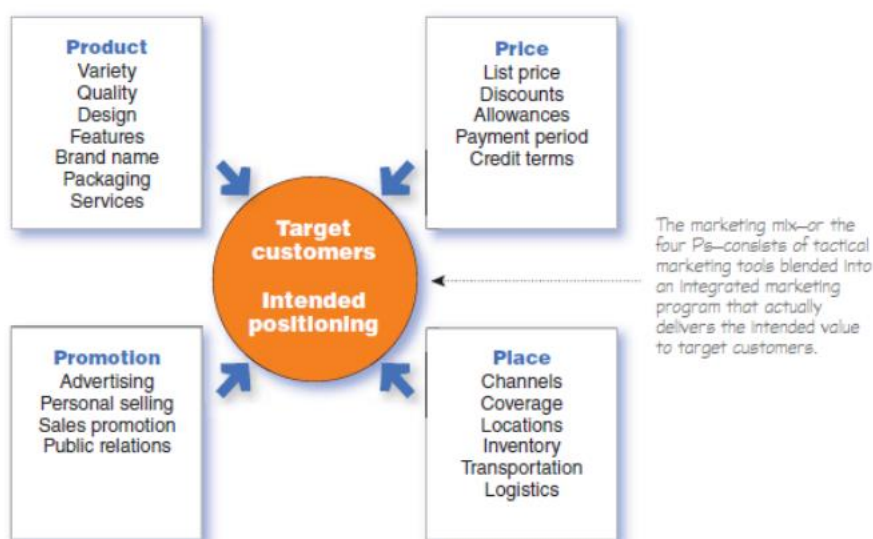 Product
Variety
Quality
Design
Features
Brand name
Packaging
Services
Price
List price
Discounts
Allowances
Payment period
Credit terms
Target
customers
Intended
positioning
The marketing mix—or the
four Ps—consists of tactical
marketing tools blended into
an integrated marketing
program that actually
delivers the intended value
to target customers.
Promotion
Advertising
Personal selling
Sales promotion
Public relations
Place
Channels
Coverage
Locations
Inventory
Transportation
Logistics